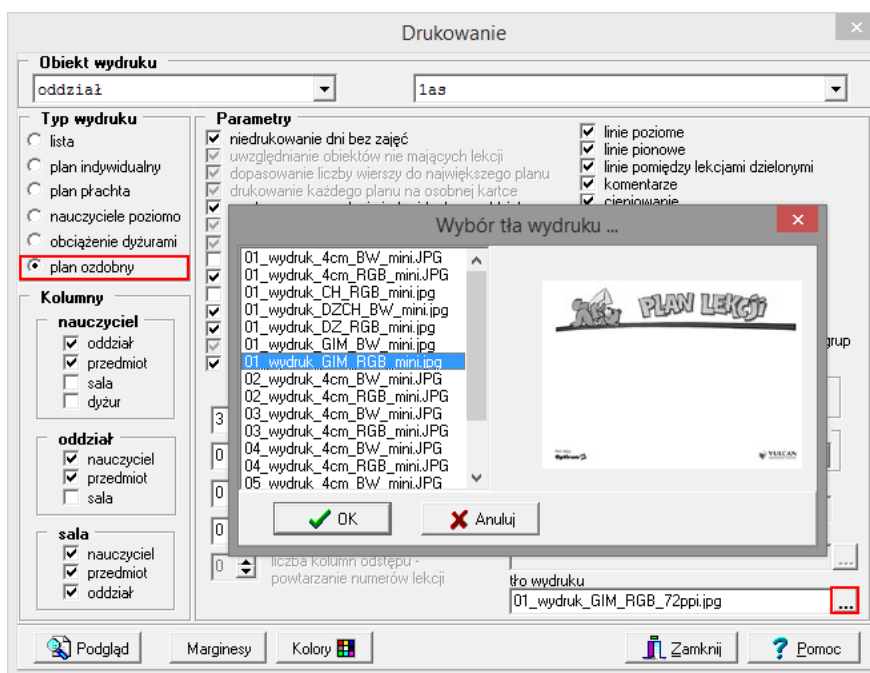 Drukowanie
Obiekt wydruku
oddział
1as
Typ wydruku
lista
plan indywidualny
plan płachta
nauczyciele poziomo
obciążenie dyżurami
plan ozdobny
Kolumny
nauczyciel
oddział
przedmiot
sala
dyżur
oddział
nauczyciel
przedmiot
sala
sala
nauczyciel
przedmiot
oddział
Parametry
niedrukowanie dni bez zajęć
uwzględnianie obiektów nie mających lekcji
dopasowanie liczby wierszy do największego planu
drukowanie każdego planu na osobnej kartce
linie poziome
linie pionowe
linie pomiędzy lekcjami dzielonymi
komentarze
cieniowanie
grup
3
0
0
0
0
liczba kolumn odstępu -
powtarzanie numerów lekcji
Wybór tła wydruku ...
01_wydruk_4cm_BW_mini.JPG
01_wydruk_4cm_RGB_mini.JPG
01_wydruk_CH_RGB_mini.jpg
01_wydruk_DZCH_BW_mini.jpg
01_wydruk_DZ_RGB_mini.jpg
01_wydruk_GIM_BW_mini.jpg
01_wydruk_GIM_RGB_mini.jpg
02_wydruk_4cm_BW_mini.JPG
02_wydruk_4cm_RGB_mini.JPG
03_wydruk_4cm_BW_mini.JPG
03_wydruk_4cm_RGB_mini.JPG
04_wydruk_4cm_BW_mini.JPG
04_wydruk_4cm_RGB_mini.JPG
05_wydruk_4cm_BW_mini.JPG
PLAN LEKCJI
VULCAN
OK
Anuluj
tło wydruku
01_wydruk_GIM_RGB_72ppi.jpg
...
Podgląd
Marginesy
Kolory
Zamknij
Pomoc